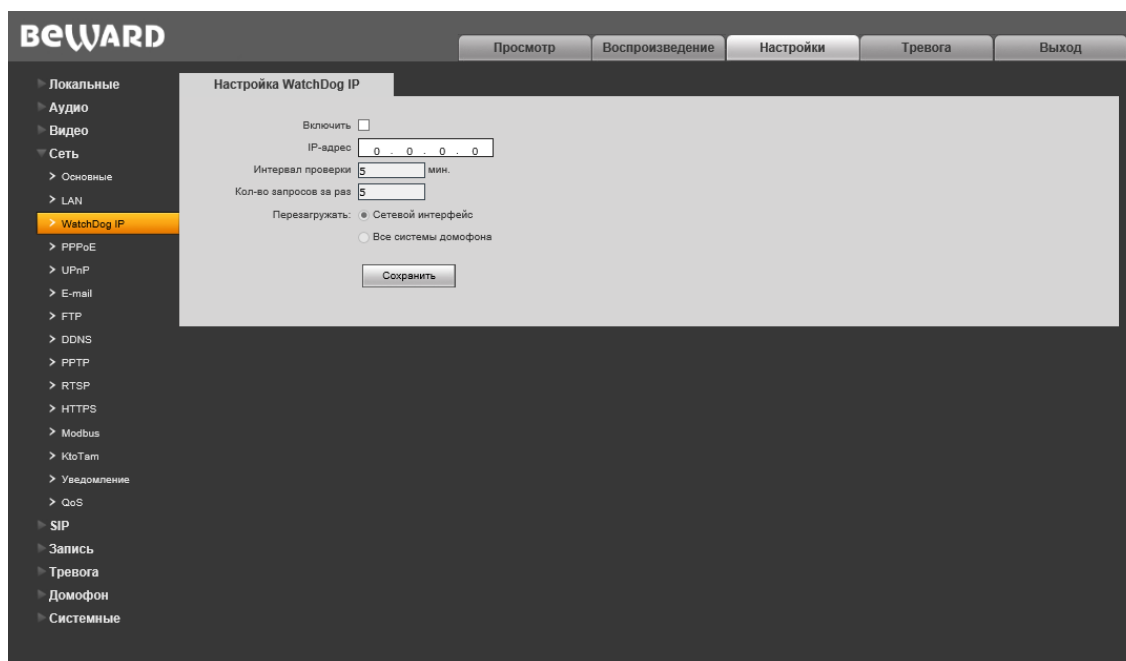 BEWARD
Просмотр Воспроизведение Настройки Тревога Выход
Локальные
Аудио
Видео
Сеть
> Основные
> LAN
> WatchDog IP
> PPPoE
> UPnP
> E-mail
> FTP
> DDNS
> PPTP
> RTSP
> HTTPS
> Modbus
> KtoTam
> Уведомление
> QoS
SIP
Запись
Тревога
Домофон
Системные
Настройка WatchDog IP
Включить
IP-адрес 0 . 0 . 0 . 0
Интервал проверки 5 мин.
Кол-во запросов за раз 5
Перезагружать: Сетевой интерфейс
Все системы домофона
Сохранить